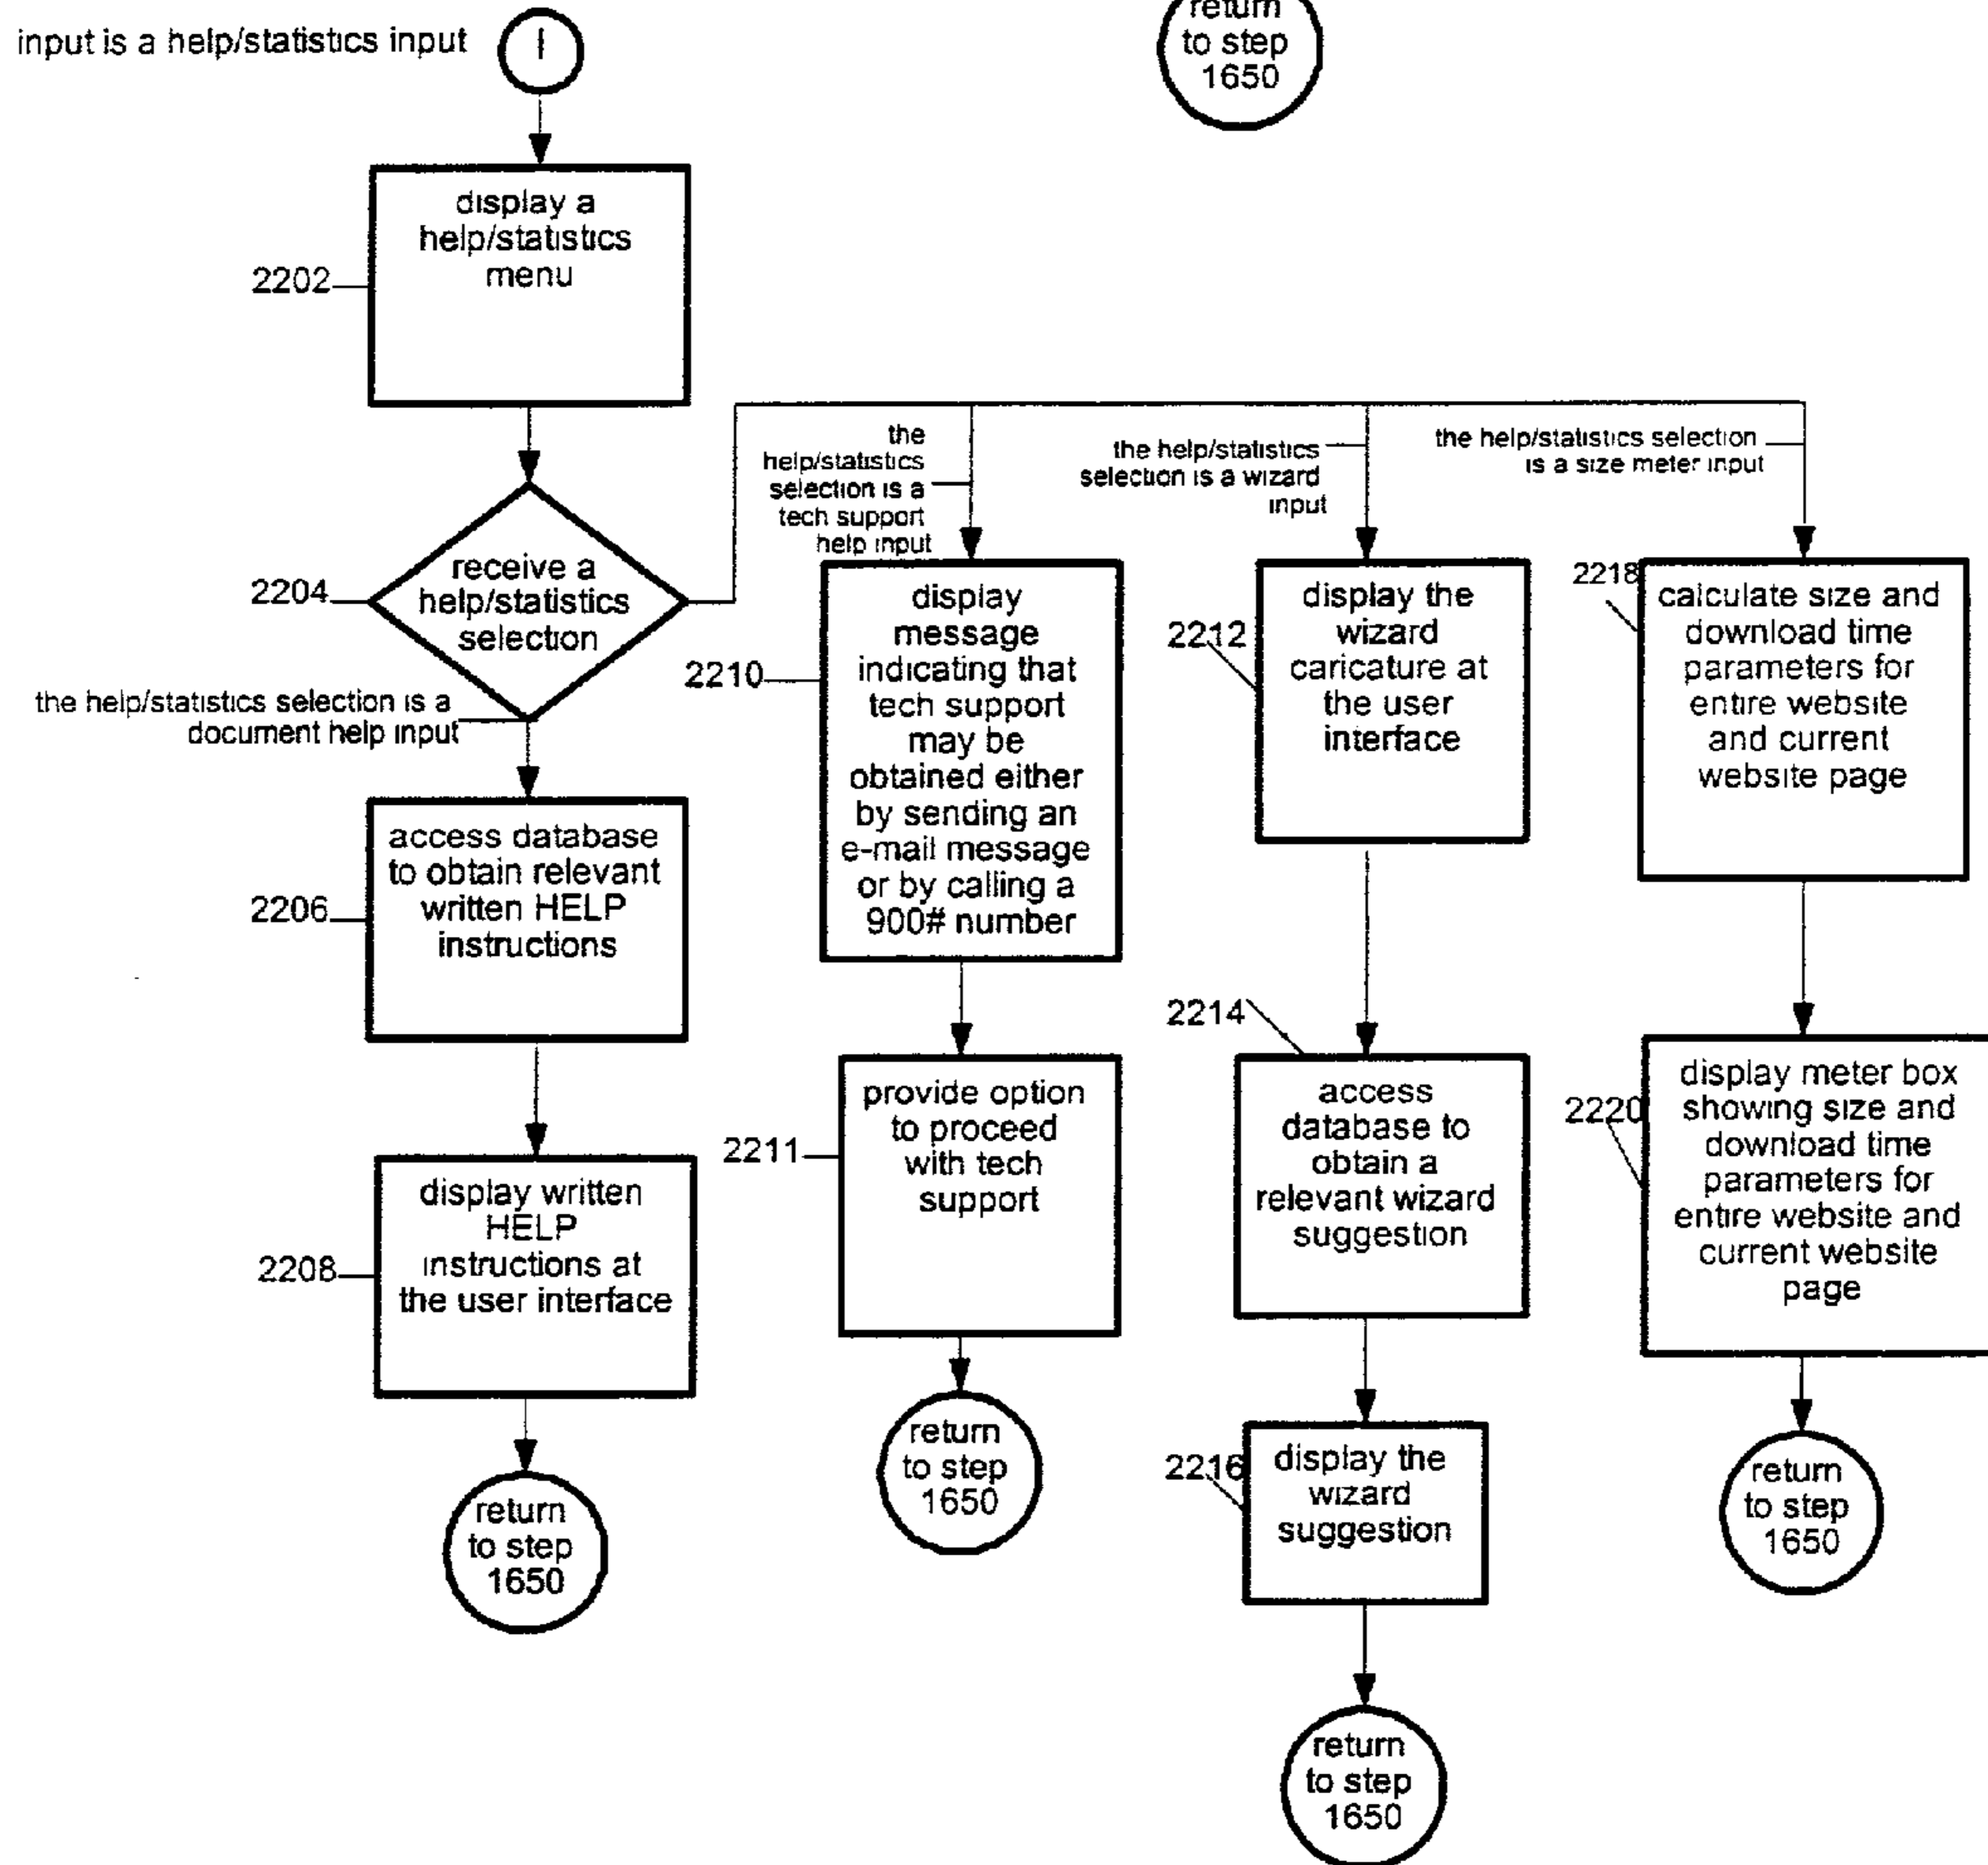 return
to step
1650
input is a help/statistics input
I
display a
help/statistics
menu
2202
receive a
help/statistics
selection
2204
the help/statistics selection is a
document help input
access database
to obtain relevant
written HELP
instructions
2206
display written
HELP
instructions at
the user interface
2208
return
to step
1650
the
help/statistics
selection is a
tech support
help input
display
message
indicating that
tech support
may be
obtained either
by sending an
e-mail message
or by calling a
900# number
2210
provide option
to proceed
with tech
support
2211
return
to step
1650
the help/statistics
selection is a wizard
input
display the
wizard
caricature at
the user
interface
2212
2214
access
database to
obtain a
relevant wizard
suggestion
2216
display the
wizard
suggestion
return
to step
1650
the help/statistics selection
is a size meter input
2218
calculate size and
download time
parameters for
entire website
and current
website page
2220
display meter box
showing size and
download time
parameters for
entire website and
current website
page
return
to step
1650